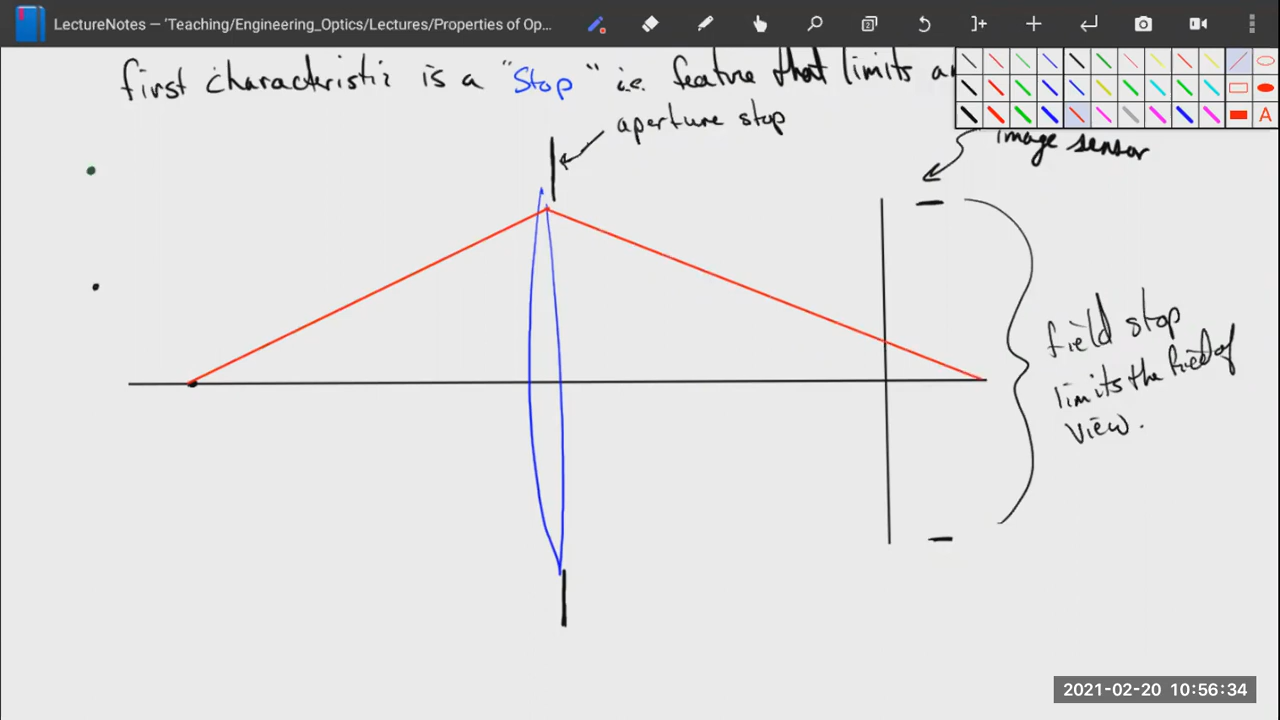 LectureNotes — 'Teaching/Engineering_Optics/Lectures/Properties of Op...
first characteristic is a "Stop" i.e. feature that limits
aperture stop
image sensor
field stop
limits the field of
view.
A
2021-02-20 10:56:34